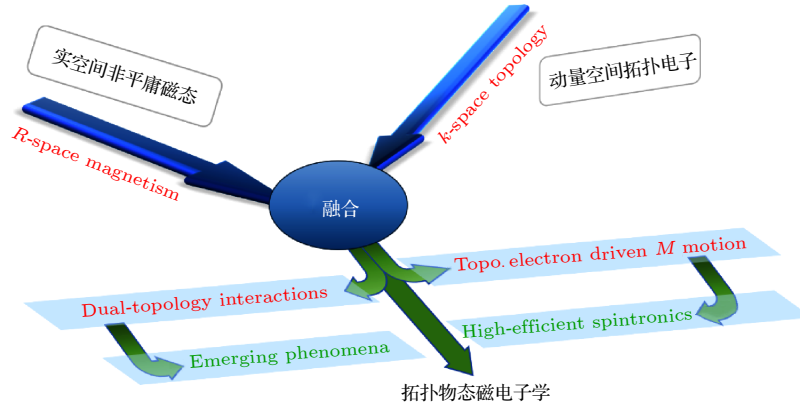 实空间非平庸磁态
R-space magnetism
k-space topology
动量空间拓扑电子
融合
Topo. electron driven M motion
Dual-topology interactions
High-efficient spintronics
Emerging phenomena
拓扑物态磁电子学